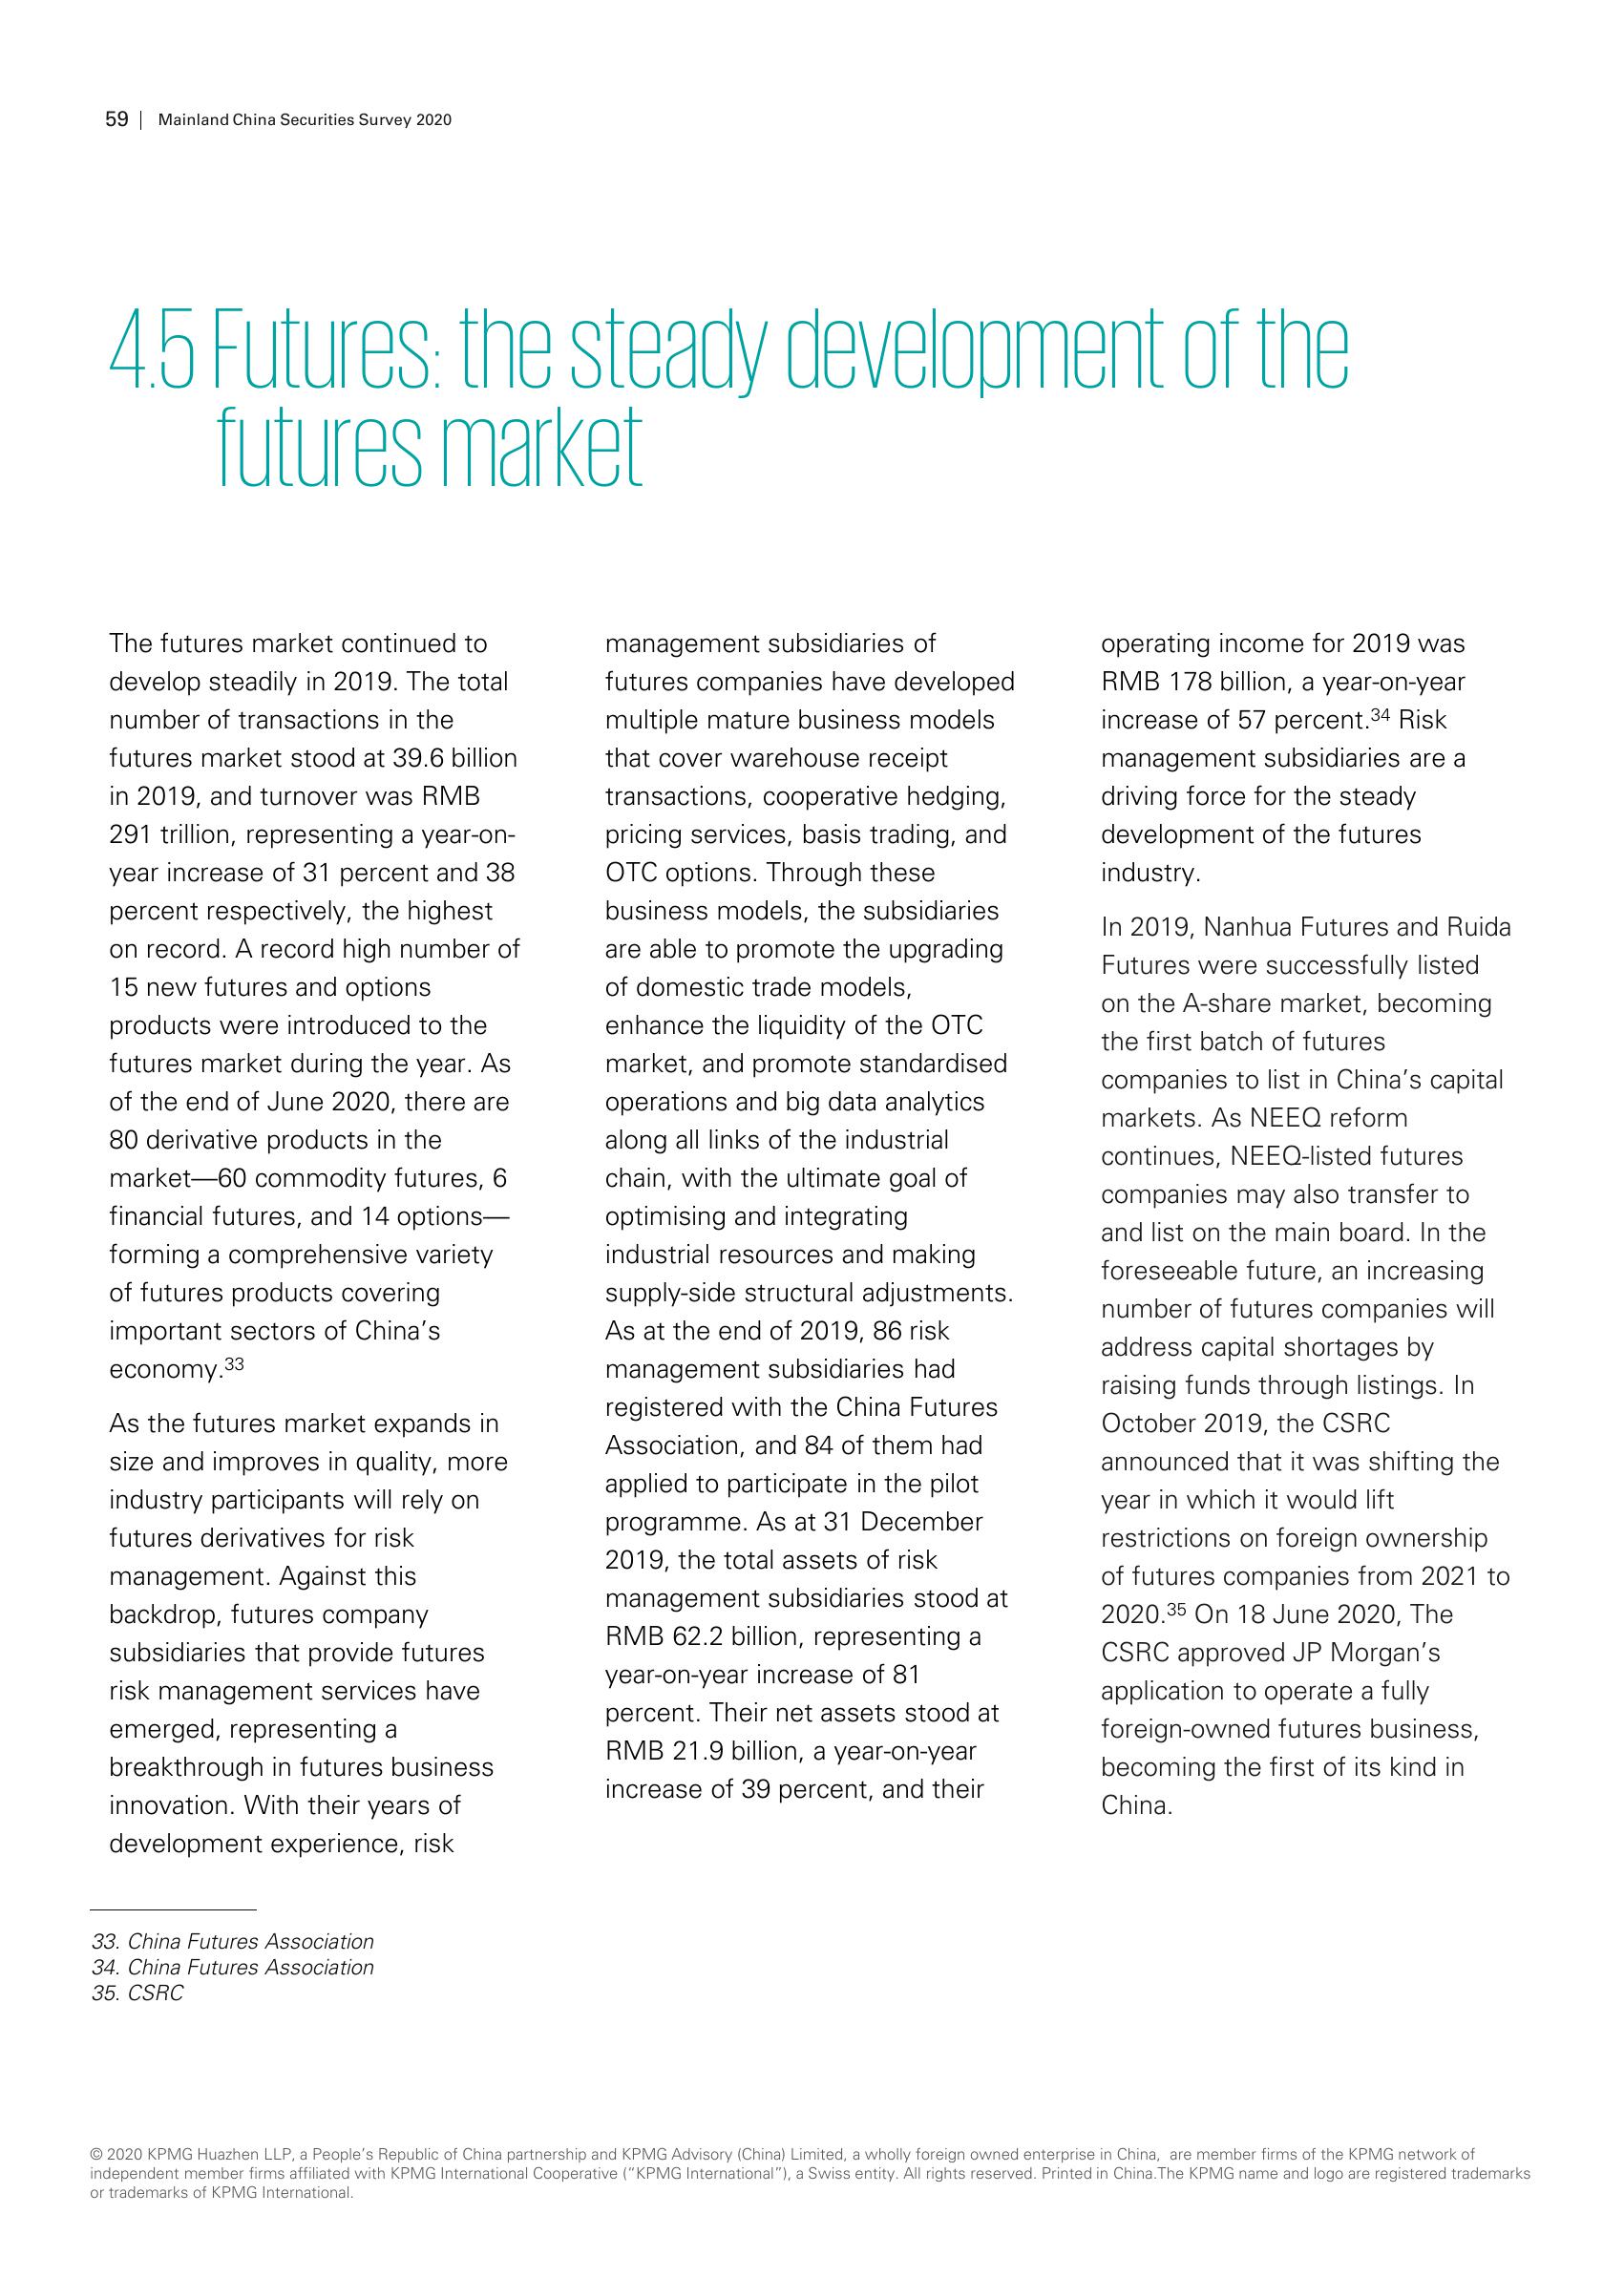 59 | Mainland China Securities Survey 2020
4.5 Futures: the steady development of the
futures market
The futures market continued to
develop steadily in 2019. The total
number of transactions in the
futures market stood at 39.6 billion
in 2019, and turnover was RMB
291 trillion, representing a year-on-
year increase of 31 percent and 38
percent respectively, the highest
on record. A record high number of
15 new futures and options
products were introduced to the
futures market during the year. As
of the end of June 2020, there are
80 derivative products in the
market—60 commodity futures, 6
financial futures, and 14 options—
forming a comprehensive variety
of futures products covering
important sectors of China’s
economy.33
As the futures market expands in
size and improves in quality, more
industry participants will rely on
futures derivatives for risk
management. Against this
backdrop, futures company
subsidiaries that provide futures
risk management services have
emerged, representing a
breakthrough in futures business
innovation. With their years of
development experience, risk
management subsidiaries of
futures companies have developed
multiple mature business models
that cover warehouse receipt
transactions, cooperative hedging,
pricing services, basis trading, and
OTC options. Through these
business models, the subsidiaries
are able to promote the upgrading
of domestic trade models,
enhance the liquidity of the OTC
market, and promote standardised
operations and big data analytics
along all links of the industrial
chain, with the ultimate goal of
optimising and integrating
industrial resources and making
supply-side structural adjustments.
As at the end of 2019, 86 risk
management subsidiaries had
registered with the China Futures
Association, and 84 of them had
applied to participate in the pilot
programme. As at 31 December
2019, the total assets of risk
management subsidiaries stood at
RMB 62.2 billion, representing a
year-on-year increase of 81
percent. Their net assets stood at
RMB 21.9 billion, a year-on-year
increase of 39 percent, and their
operating income for 2019 was
RMB 178 billion, a year-on-year
increase of 57 percent.34 Risk
management subsidiaries are a
driving force for the steady
development of the futures
industry.
In 2019, Nanhua Futures and Ruida
Futures were successfully listed
on the A-share market, becoming
the first batch of futures
companies to list in China’s capital
markets. As NEEQ reform
continues, NEEQ-listed futures
companies may also transfer to
and list on the main board. In the
foreseeable future, an increasing
number of futures companies will
address capital shortages by
raising funds through listings. In
October 2019, the CSRC
announced that it was shifting the
year in which it would lift
restrictions on foreign ownership
of futures companies from 2021 to
2020.35 On 18 June 2020, The
CSRC approved JP Morgan’s
application to operate a fully
foreign-owned futures business,
becoming the first of its kind in
China.
33. China Futures Association
34. China Futures Association
35. CSRC
© 2020 KPMG Huazhen LLP, a People’s Republic of China partnership and KPMG Advisory (China) Limited, a wholly foreign owned enterprise in China, are member firms of the KPMG network of
independent member firms affiliated with KPMG International Cooperative (“KPMG International”), a Swiss entity. All rights reserved. Printed in China.The KPMG name and logo are registered trademarks
or trademarks of KPMG International.